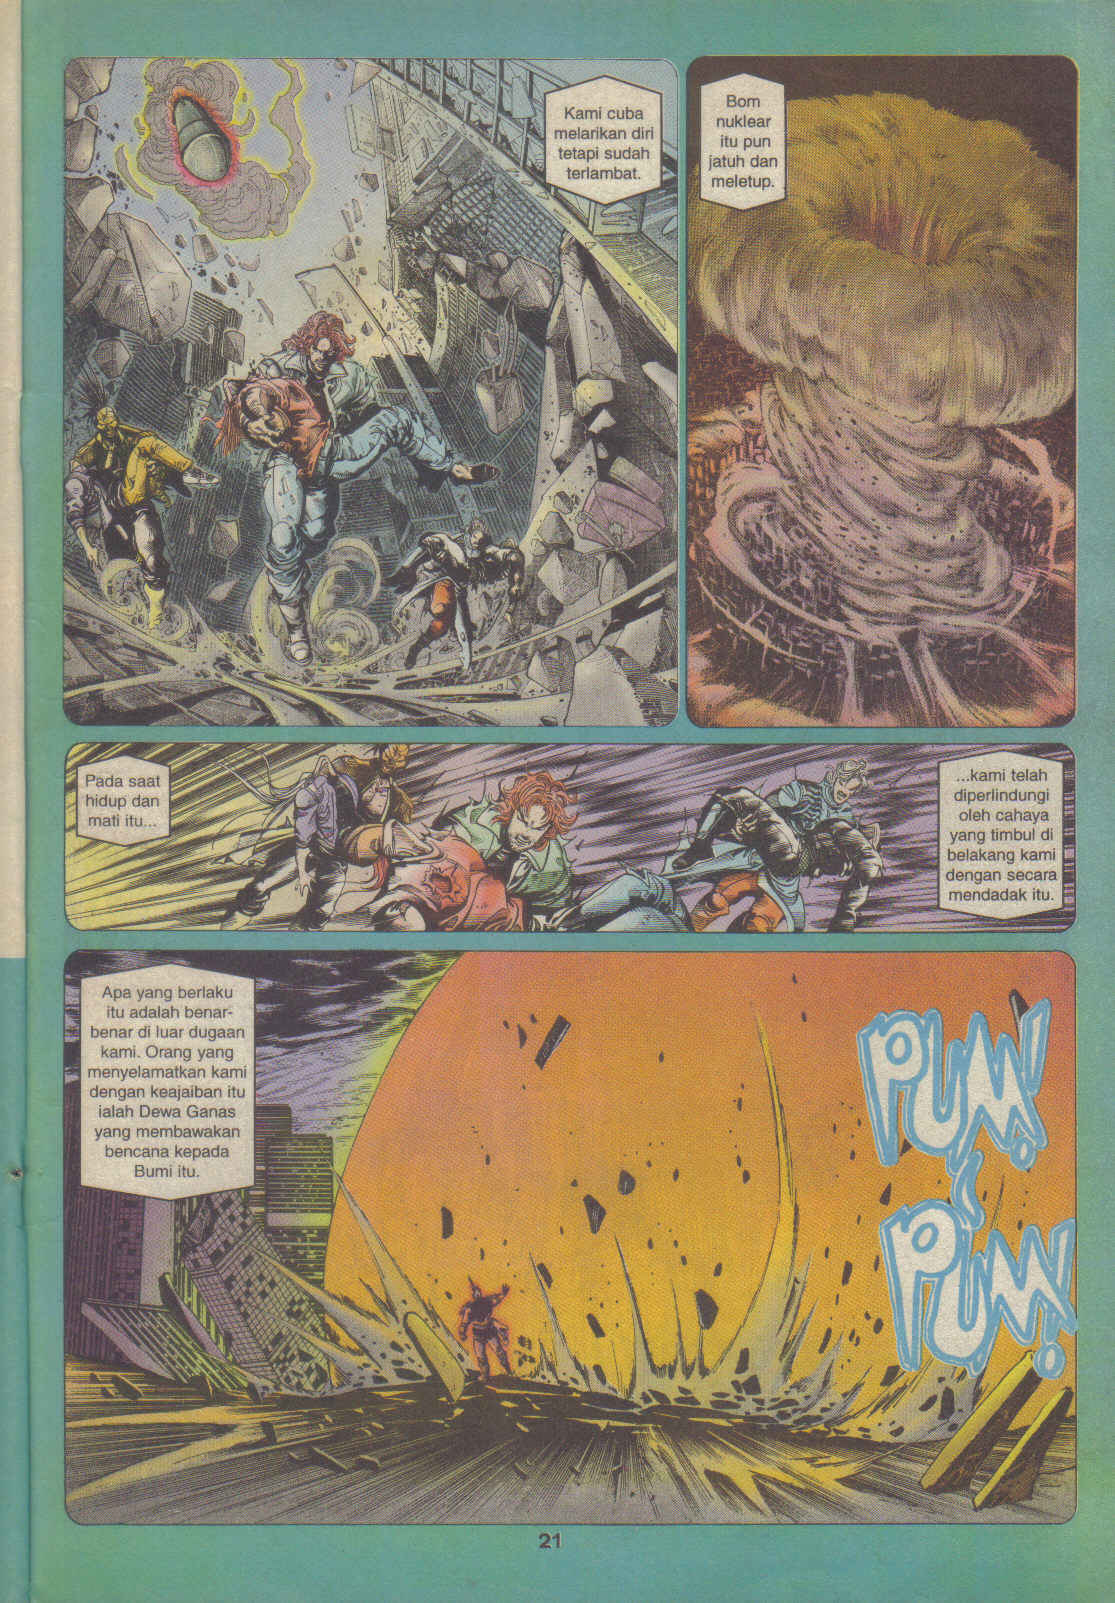 Kami cuba
melarikan diri
tetapi sudah
terlambat.
Bom
nuklear
itu pun
jatuh dan
meletup.
Pada saat
hidup dan
mati itu...
...kami telah
diperlindungi
oleh cahaya
yang timbul di
belakang kami
dengan secara
mendadak itu.
Apa yang berlaku
itu adalah benar-
benar di luar dugaan
kami. Orang yang
menyelamatkan kami
dengan keajaiban itu
ialah Dewa Ganas
yang membawakan
bencana kepada
Bumi itu.
PUM!
PUM!
21